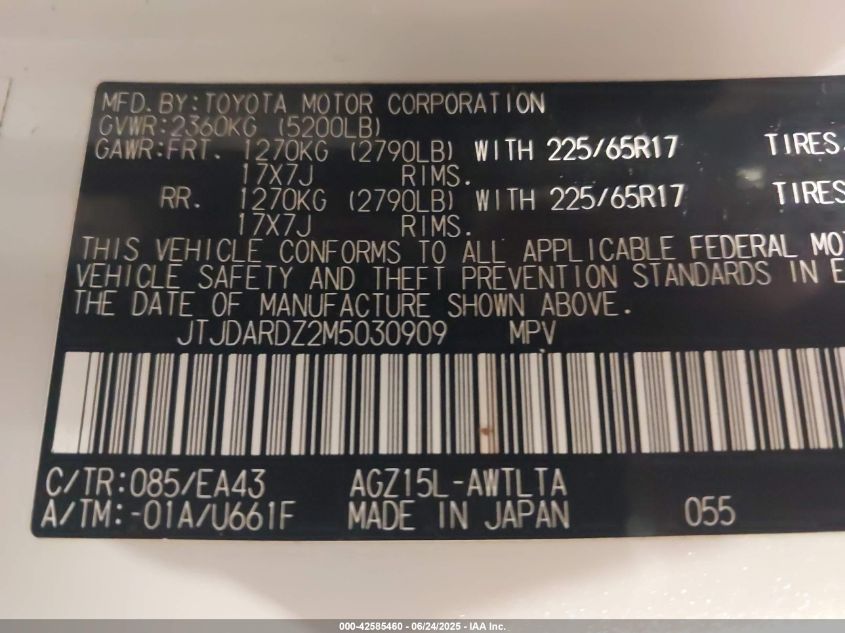 MFD.BY:TOYOTA MOTOR CORPORATION
GVWR:2360KG (5200LB)
GAWR:FRT. 1270KG (2790LB) WITH 225/65R17 TIRES,
17X7J RIMS.
RR. 1270KG (2790LB) WITH 225/65R17 TIRES
17X7J RIMS.
THIS VEHICLE CONFORMS TO ALL APPLICABLE FEDERAL MO
VEHICLE SAFETY AND THEFT PREVENTION STANDARDS IN E
THE DATE OF MANUFACTURE SHOWN ABOVE.
JTJDARDZ2M5030909 MPV
C/TR:085/EA43 AGZ15L-AWTLTA
A/TM:-01A/U661F MADE IN JAPAN 055
000-42585460 - 06/24/2025 - IAA Inc.